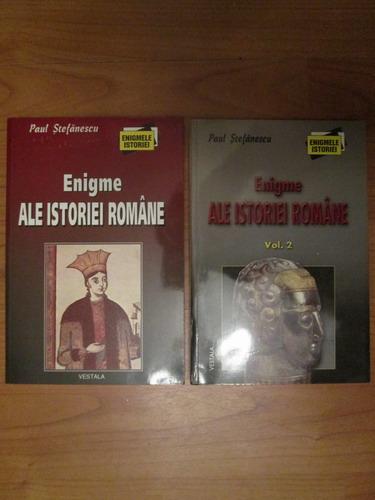 Paul Ștefănescu
ENIGMELE
ISTORIEI
Enigme
ALE ISTORIEI ROMÂNE
VESTALA
Paul Ștefănescu
ENIGMELE
ISTORIEI
Enigme
ALE ISTORIEI ROMÂNE
Vol. 2
VESTALA